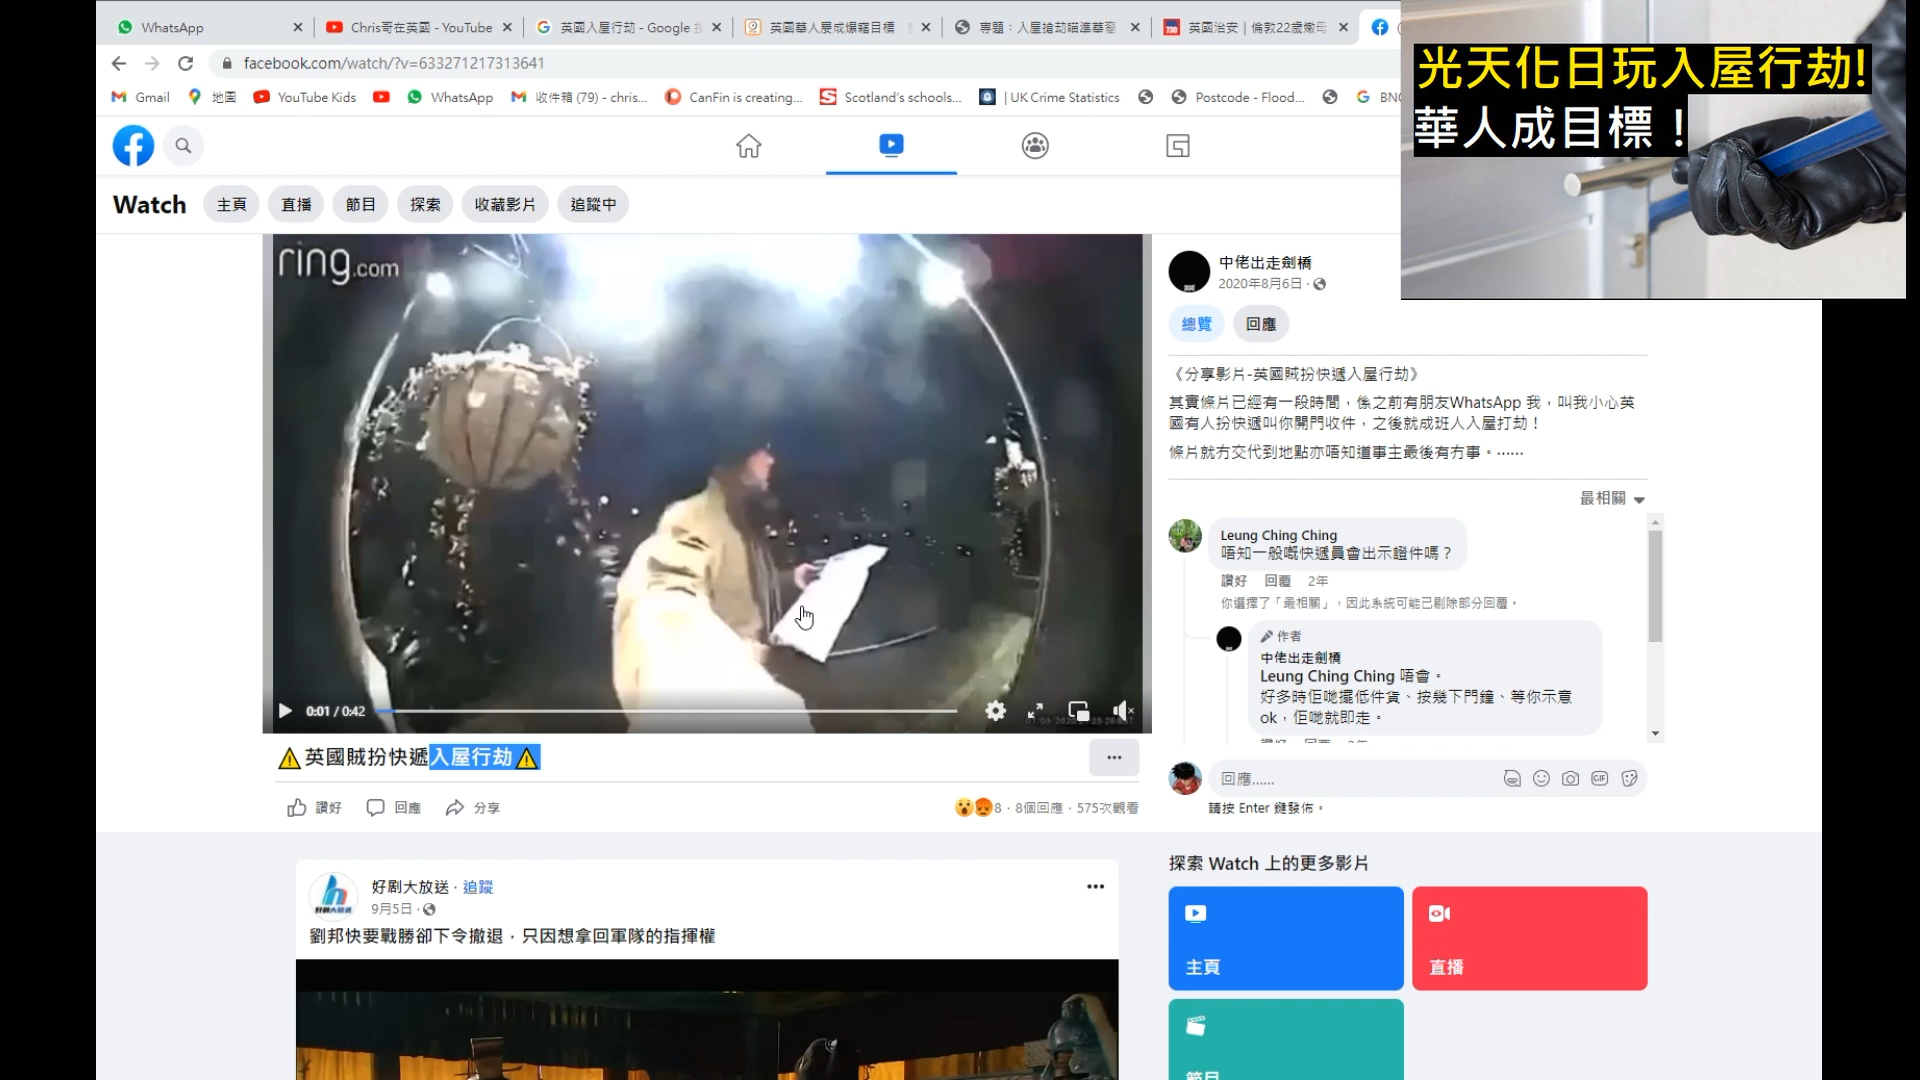 WhatsApp
Chris哥在英國 - YouTube
英國入屋行劫 - Google
英國華人屢成爆竊目標
專題：入屋搶劫瞄準華裔
英國治安｜倫敦22歲嫩母
facebook.com/watch/?v=633271217313641
Gmail
地圖
YouTube Kids
WhatsApp
收件箱 (79) - chris...
CanFin is creating...
Scotland's schools...
| UK Crime Statistics
Postcode - Flood...
光天化日玩入屋行劫!
華人成目標！
Watch
主頁
直播
節目
探索
收藏影片
追蹤中
ring.com
0:01 / 0:42
英國賊扮快遞入屋行劫
讚好
回應
分享
8 · 8個回應 · 575次觀看
中佬出走劍橋
2020年8月6日 ·
總覽
回應
《分享影片-英國賊扮快遞入屋行劫》
其實條片已經有一段時間，係之前有朋友WhatsApp 我，叫我小心英
國有人扮快遞叫你開門收件，之後就成班人入屋打劫！
條片就冇交代到地點亦唔知道事主最後有冇事。......
最相關
Leung Ching Ching
唔知一般嘅快遞員會出示證件嗎？
讚好 回覆 2年
你選擇了「最相關」，因此系統可能已剔除部分回覆。
作者
中佬出走劍橋
Leung Ching Ching 唔會。
好多時佢哋擺低件貨、按幾下門鐘、等你示意
ok，佢哋就即走。
回應......
請按 Enter 鍵發佈。
好剧大放送 · 追蹤
9月5日 ·
劉邦快要戰勝卻下令撤退，只因想拿回軍隊的指揮權
探索 Watch 上的更多影片
主頁
直播
節目